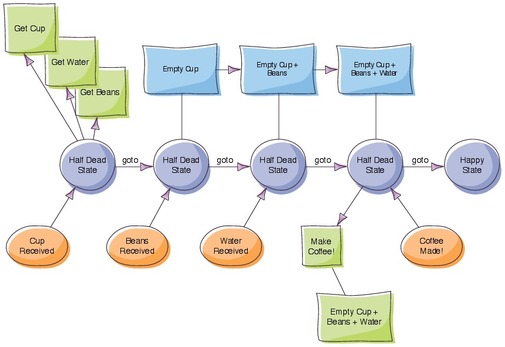 Get Cup
Get Water
Get Beans
Empty Cup
Empty Cup +
Beans
Empty Cup +
Beans + Water
Half Dead
State
goto
Half Dead
State
goto
Half Dead
State
goto
Half Dead
State
goto
Happy
State
Cup
Received
Beans
Received
Water
Received
Make
Coffee!
Coffee
Made!
Empty Cup +
Beans + Water